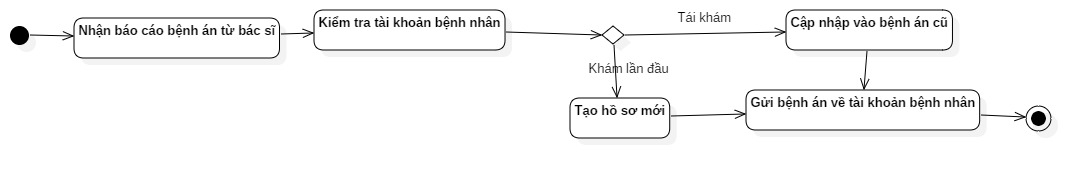 Nhận báo cáo bệnh án từ bác sĩ
Kiểm tra tài khoản bệnh nhân
Tái khám
Cập nhập vào bệnh án cũ
Khám lần đầu
Tạo hồ sơ mới
Gửi bệnh án về tài khoản bệnh nhân